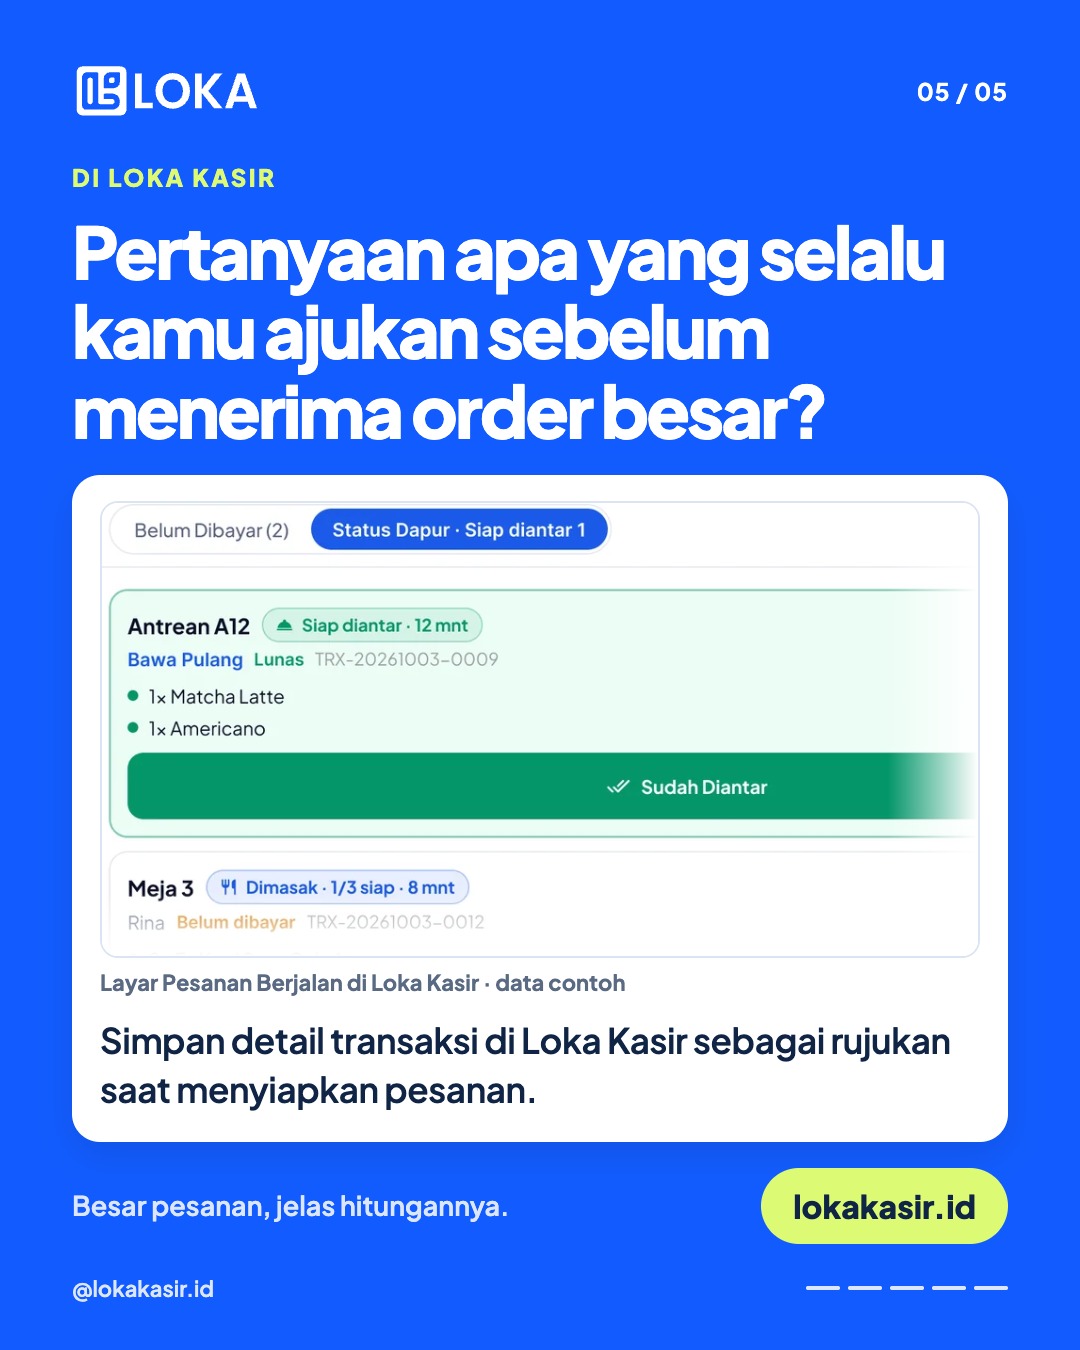 LOKA
05 / 05
DI LOKA KASIR
Pertanyaan apa yang selalu
kamu ajukan sebelum
menerima order besar?
Belum Dibayar (2)
Status Dapur · Siap diantar 1
Antrean A12
Siap diantar · 12 mnt
Bawa Pulang Lunas TRX-20261003-0009
1x Matcha Latte
1x Americano
Sudah Diantar
Meja 3
Dimasak · 1/3 siap · 8 mnt
Rina Belum dibayar TRX-20261003-0012
Layar Pesanan Berjalan di Loka Kasir · data contoh
Simpan detail transaksi di Loka Kasir sebagai rujukan
saat menyiapkan pesanan.
Besar pesanan, jelas hitungannya.
lokakasir.id
@lokakasir.id